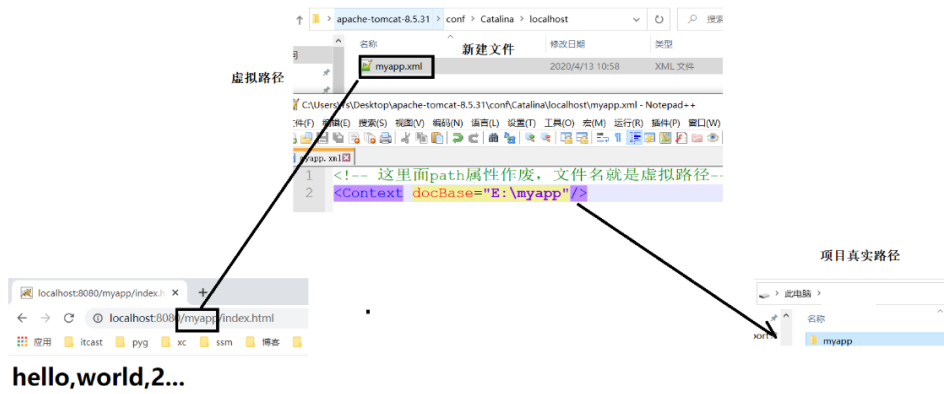 apache-tomcat-8.5.31 > conf > Catalina > localhost
搜索
名称
修改日期
类型
新建文件
myapp.xml
2020/4/13 10:58
XML 文件
虚拟路径
C:\Users\Ts\Desktop\apache-tomcat-8.5.31\conf\Catalina\localhost\myapp.xml - Notepad++
文件(F) 编辑(E) 搜索(S) 视图(V) 编码(N) 语言(L) 设置(T) 工具(O) 宏(M) 运行(R) 插件(P) 窗口(W)
myapp.xml
1 <!-- 这里面path属性作废，文件名就是虚拟路径--
2 <Context docBase="E:\myapp"/>
项目真实路径
localhost:8080/myapp/index.h
此电脑 >
localhost:8080/myapp/index.html
名称
应用 itcast pyg xc ssm 博客
myapp
hello,world,2...